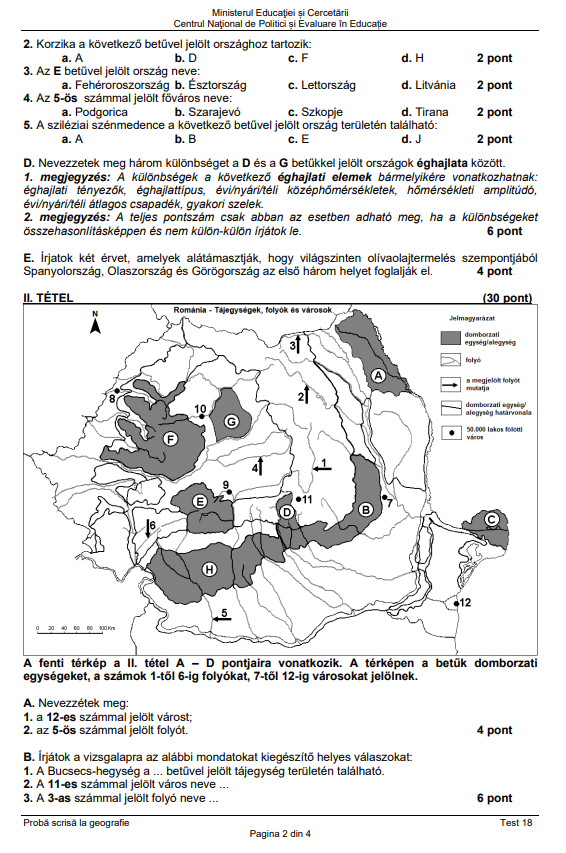 Ministerul Educaţiei și Cercetării
Centrul Naţional de Politici și Evaluare în Educaţie
2. Korzika a következő betűvel jelölt országhoz tartozik:
a. A b. D c. F d. H 2 pont
3. Az E betűvel jelölt ország neve:
a. Fehéroroszország b. Észtország c. Lettország d. Litvánia 2 pont
4. Az 5-ös számmal jelölt főváros neve:
a. Podgorica b. Szarajevó c. Szkopje d. Tirana 2 pont
5. A sziléziai szénmedence a következő betűvel jelölt ország területén található:
a. A b. B c. E d. J 2 pont
D. Nevezzetek meg három különbséget a D és a G betűkkel jelölt országok éghajlata között.
1. megjegyzés: A különbségek a következő éghajlati elemek bármelyikére vonatkozhatnak:
éghajlati tényezők, éghajlattípus, évi/nyári/téli középhőmérsékletek, hőmérsékleti amplitúdó,
évi/nyári/téli átlagos csapadék, gyakori szelek.
2. megjegyzés: A teljes pontszám csak abban az esetben adható meg, ha a különbségeket
összehasonlításképpen és nem külön-külön írjátok le. 6 pont
E. Írjatok két érvet, amelyek alátámasztják, hogy világszinten olívaolajtermelés szempontjából
Spanyolország, Olaszország és Görögország az első három helyet foglalják el. 4 pont
II. TÉTEL (30 pont)
România - Tăjegységek, folyók és városok
N
Jelmagyarázat
domborzati
egység/alegység
folyó
a megjelölt folyót
mutatja
domborzati egység/
alegység határvonala
50.000 lakos fölötti
város
A
B
C
D
E
F
G
H
1
2
3
4
5
6
7
8
9
10
11
12
0 20 40 60 80 100 Km
A fenti térkép a II. tétel A – D pontjaira vonatkozik. A térképen a betűk domborzati
egységeket, a számok 1-től 6-ig folyókat, 7-től 12-ig városokat jelölnek.
A. Nevezzétek meg:
1. a 12-es számmal jelölt várost;
2. az 5-ös számmal jelölt folyót. 4 pont
B. Írjátok a vizsgalapra az alábbi mondatokat kiegészítő helyes válaszokat:
1. A Bucsecs-hegység a ... betűvel jelölt tájegység területén található.
2. A 11-es számmal jelölt város neve ...
3. A 3-as számmal jelölt folyó neve ... 6 pont
Probă scrisă la geografie Test 18
Pagina 2 din 4